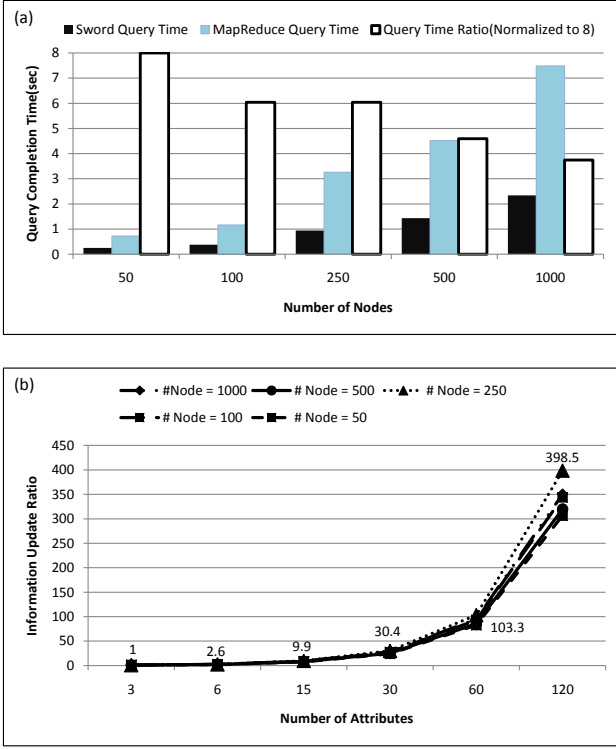 (a)
Sword Query Time MapReduce Query Time Query Time Ratio(Normalized to 8)
Query Completion Time(sec)
8
7
6
5
4
3
2
1
0
50 100 250 500 1000
Number of Nodes
(b)
#Node = 1000 # Node = 500 # Node = 250
# Node = 100 # Node = 50
Information Update Ratio
450
400
350
300
250
200
150
100
50
0
1 2.6 9.9 30.4 103.3 398.5
3 6 15 30 60 120
Number of Attributes